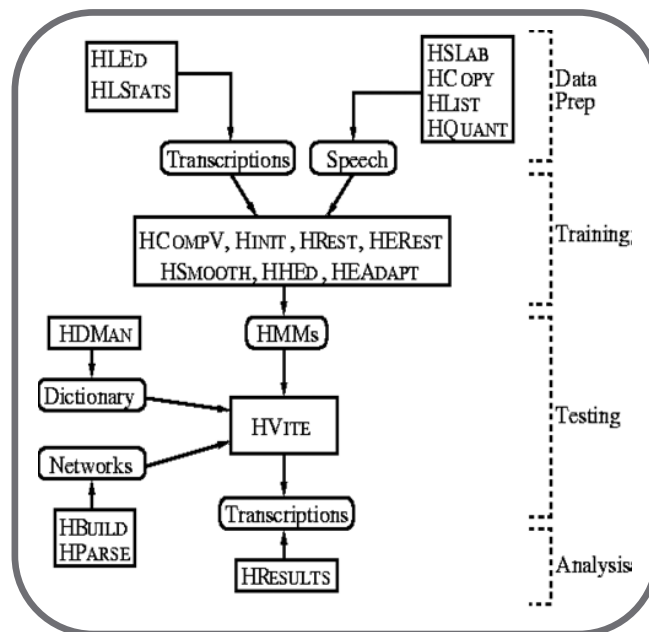 HLED
HLSTATS
HSLAB
HCOPY
HLIST
HQUANT
Data
Prep
Transcriptions
Speech
HCOMPV, HINIT, HREST, HEREST
HSMOOTH, HHED, HEADAPT
Training
HDMAN
HMMs
Dictionary
HVITE
Testing
Networks
HBUILD
HPARSE
Transcriptions
HRESULTS
Analysis